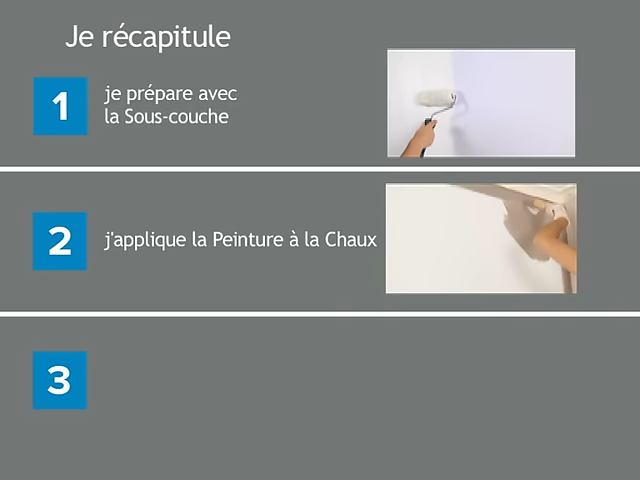 Je récapitule
1
je prépare avec
la Sous-couche
2
j'applique la Peinture à la Chaux
3